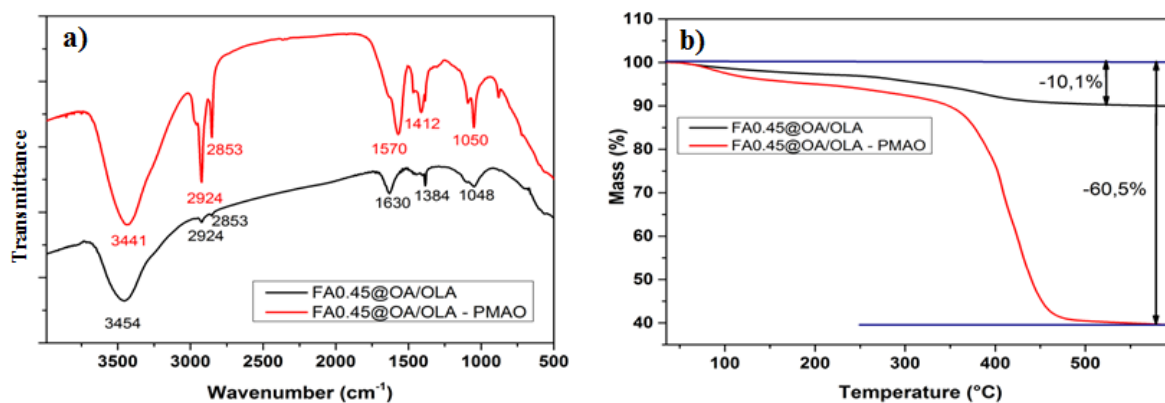 a)
Transmittance
3441
2924
2853
1570
1412
1050
3454
2924
2853
1630
1384
1048
FA0.45@OA/OLA
FA0.45@OA/OLA - PMAO
3500 3000 2500 2000 1500 1000 500
Wavenumber (cm⁻¹)
b)
Mass (%)
100
90
80
70
60
50
40
-10,1%
-60,5%
FA0.45@OA/OLA
FA0.45@OA/OLA - PMAO
100 200 300 400 500
Temperature (°C)